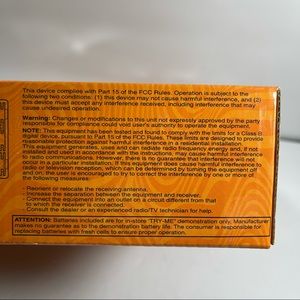 This device complies with Part 15 of the FCC Rules. Operation is subject to the
following two conditions: (1) this device may not cause harmful interference, and (2)
this device must accept any interference received, including interference that may
cause undesired operation.
Warning: Changes or modifications to this unit not expressly approved by the party
responsible for compliance could void user's authority to operate the equipment.
NOTE: This equipment has been tested and found to comply with the limits for a Class B
digital device, pursuant to Part 15 of the FCC Rules. These limits are designed to provide
reasonable protection against harmful interference in a residential installation.
This equipment generates, uses and can radiate radio frequency energy and, if not
installed and used in accordance with the instructions, may cause harmful interference
to radio communications. However, there is no guarantee that interference will not
occur in a particular installation. If this equipment does cause harmful interference
to radio or television reception, which can be determined by turning the equipment off
and on, the user is encouraged to try to correct the interference by one or more of
the following measures:
- Reorient or relocate the receiving antenna.
- Increase the separation between the equipment and receiver.
- Connect the equipment into an outlet on a circuit different from that
to which the receiver is connected.
- Consult the dealer or an experienced radio/TV technician for help.
ATTENTION: Batteries included are for in-store "TRY-ME" demonstration only. Manufacturer
makes no guarantee as to the demonstration battery life. The consumer is responsible for
replacing batteries with fresh cells to ensure proper operation.